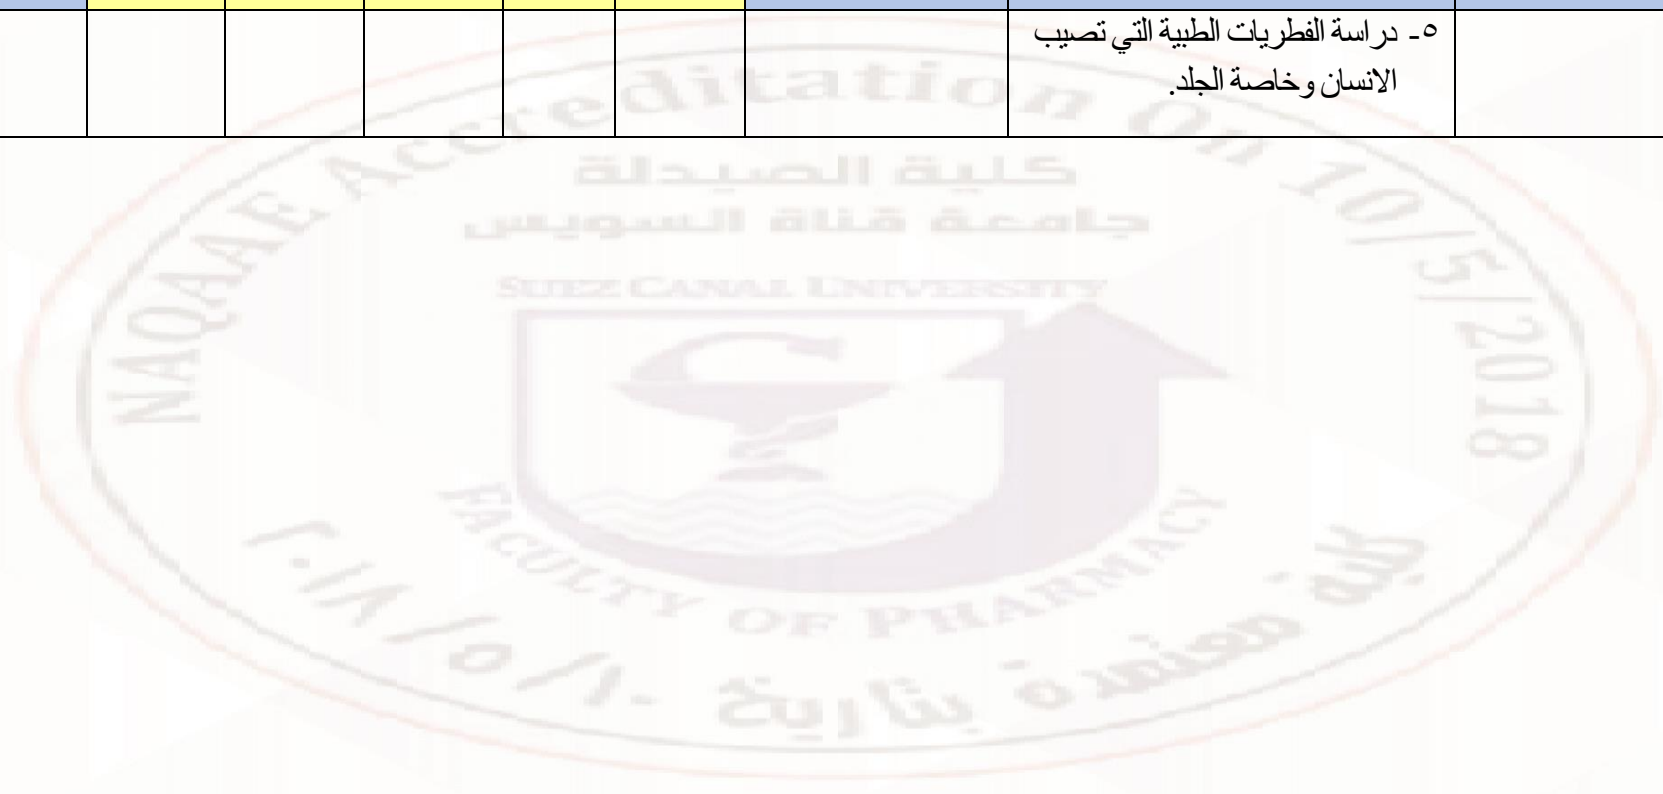 ٥- دراسة الفطريات الطبية التي تصيب
الانسان وخاصة الجلد.
NAQAAE Accreditation On 10/5/2018
كلية الصيدلة
جامعة قناة السويس
SUEZ CANAL UNIVERSITY
FACULTY OF PHARMACY
كلية معتمدة بتاريخ ٢٠١٨/٥/١٠